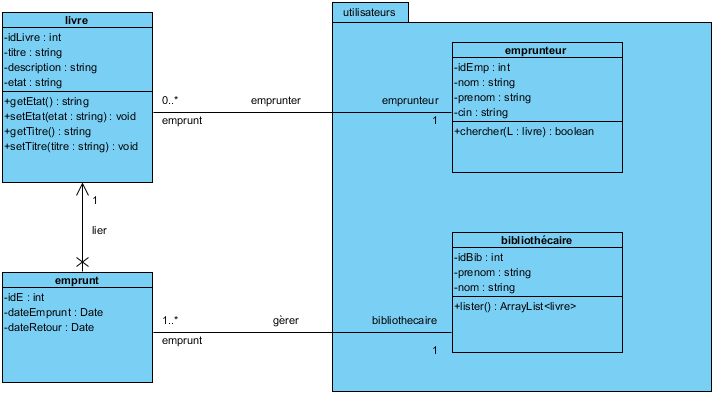 utilisateurs
livre
-idLivre : int
-titre : string
-description : string
-etat : string
+getEtat() : string
+setEtat(etat : string) : void
+getTitre() : string
+setTitre(titre : string) : void
emprunteur
-idEmp : int
-nom : string
-prenom : string
-cin : string
+chercher(L : livre) : boolean
0..*
emprunter
emprunteur
emprunt
1
1
lier
emprunt
-idE : int
-dateEmprunt : Date
-dateRetour : Date
bibliothécaire
-idBib : int
-prenom : string
-nom : string
+lister() : ArrayList<livre>
1..*
gèrer
bibliothecaire
emprunt
1